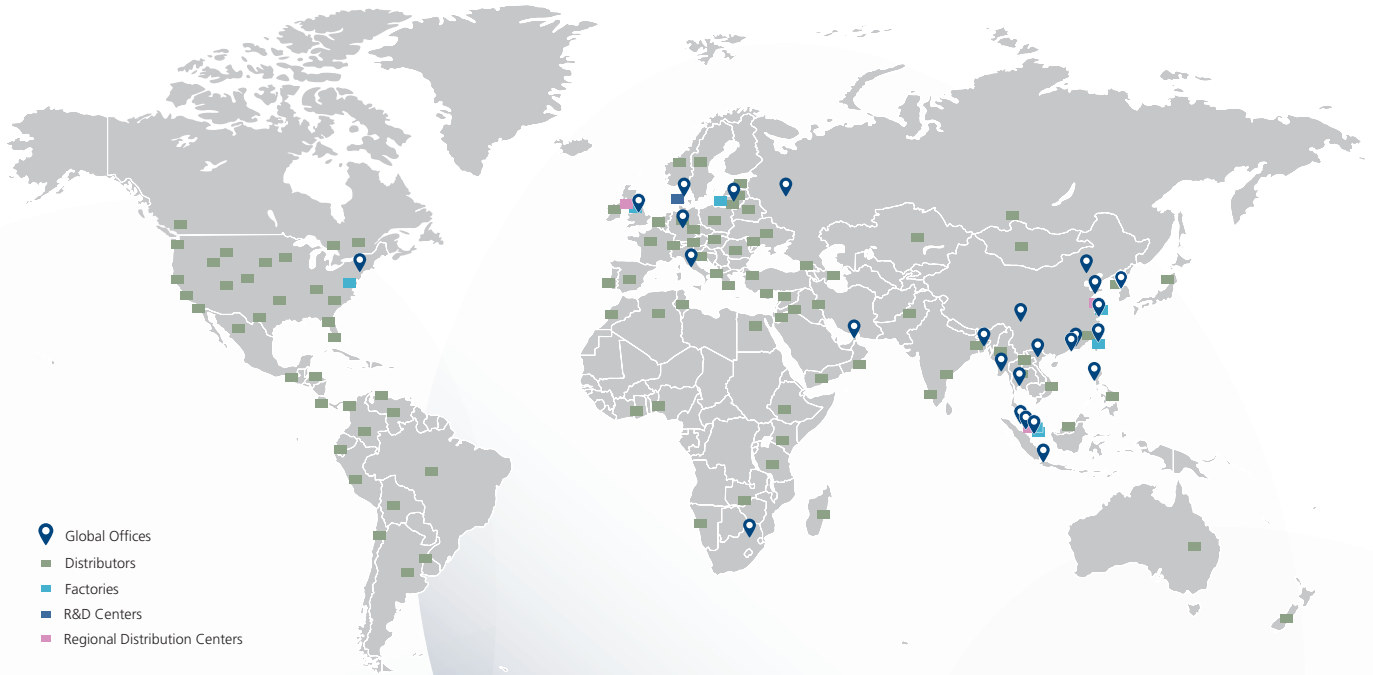 Global Offices
Distributors
Factories
R&D Centers
Regional Distribution Centers